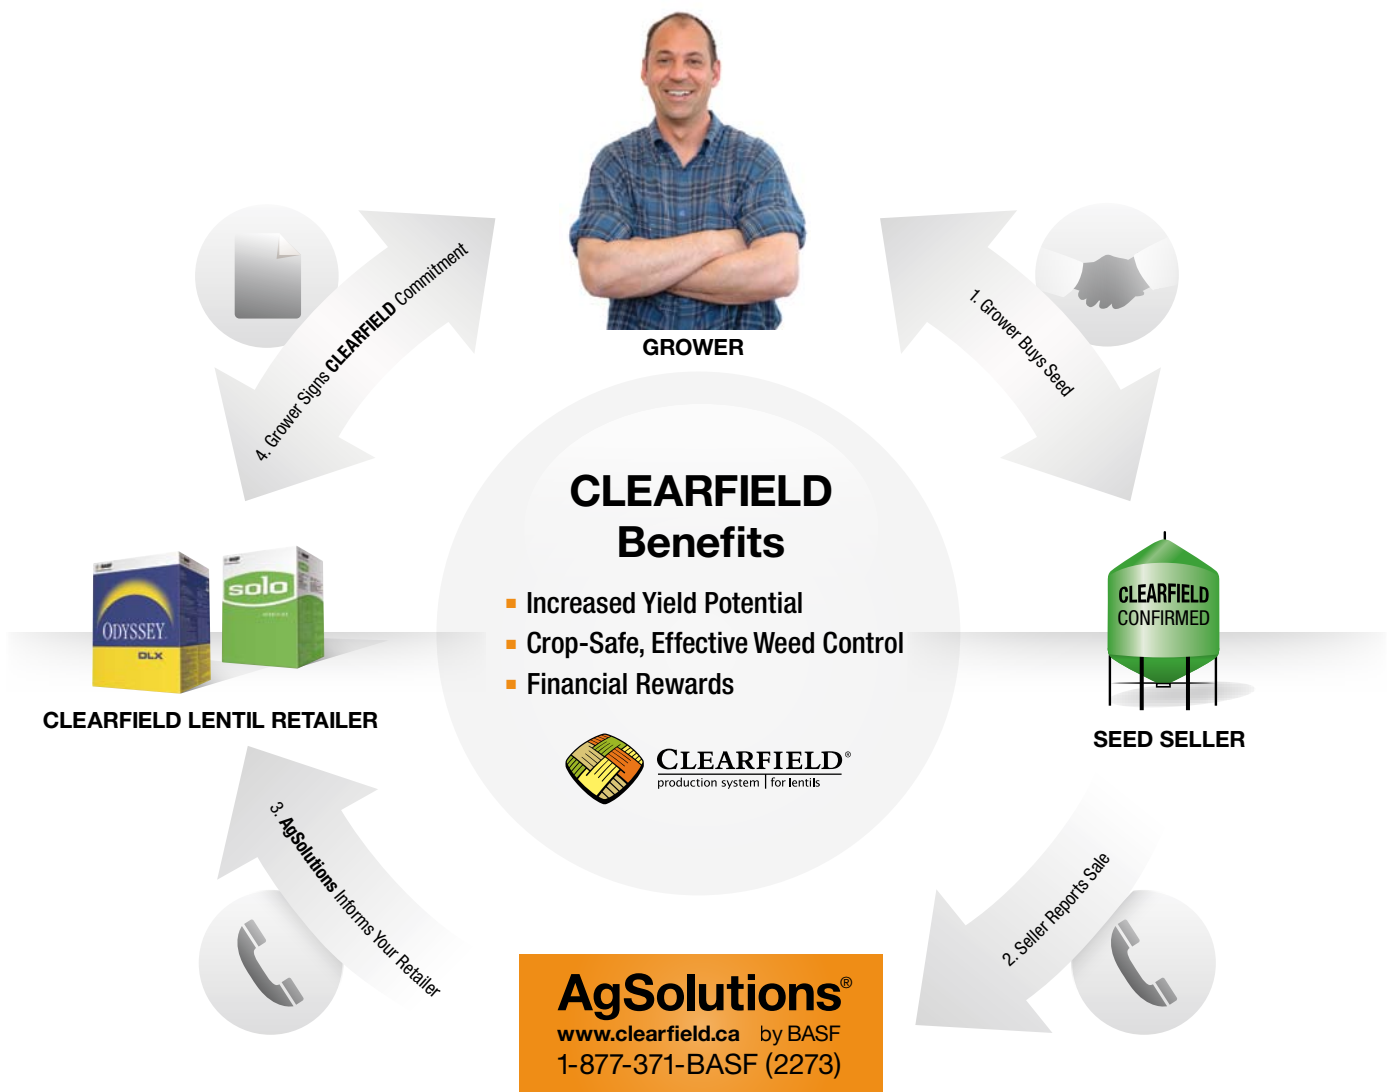 GROWER
1. Grower Buys Seed
4. Grower Signs CLEARFIELD Commitment
CLEARFIELD
Benefits
Increased Yield Potential
Crop-Safe, Effective Weed Control
Financial Rewards
CLEARFIELD®
production system | for lentils
BASF
ODYSSEY
DLX
BASF
solo
CLEARFIELD LENTIL RETAILER
CLEARFIELD
CONFIRMED
SEED SELLER
2. Seller Reports Sale
3. AgSolutions Informs Your Retailer
AgSolutions®
www.clearfield.ca by BASF
1-877-371-BASF (2273)